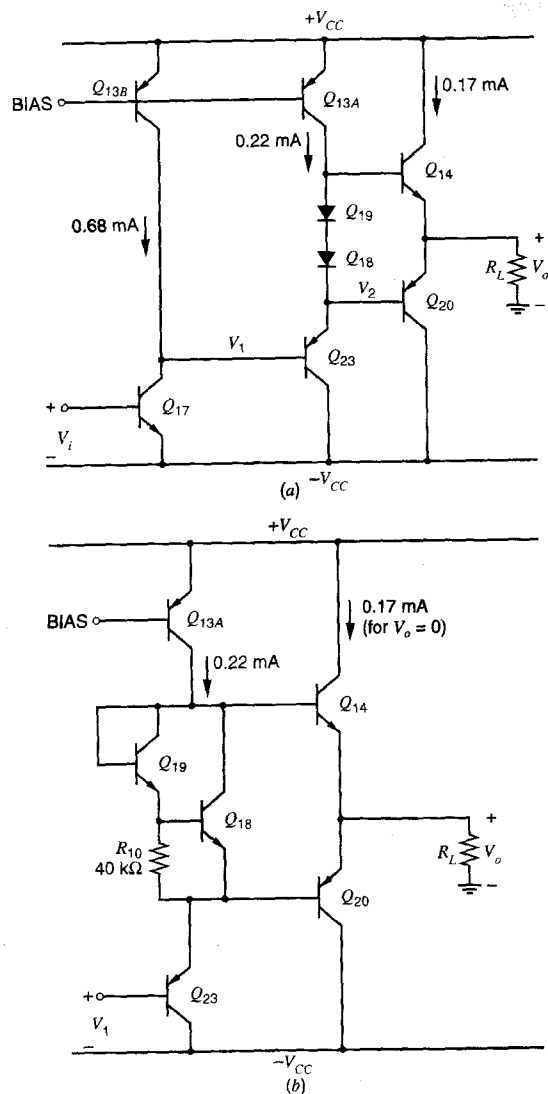 +V_CC
Q_13B
BIAS
Q_13A
0.17 mA
0.22 mA
Q_14
Q_19
0.68 mA
Q_18
+
R_L
V_o
−
V_2
Q_20
V_1
Q_23
+
Q_17
V_i
−
−V_CC
(a)
+V_CC
BIAS
Q_13A
0.17 mA
(for V_o = 0)
0.22 mA
Q_14
Q_19
Q_18
+
R_10
40 kΩ
R_L
V_o
−
Q_20
+
Q_23
V_1
−
−V_CC
(b)